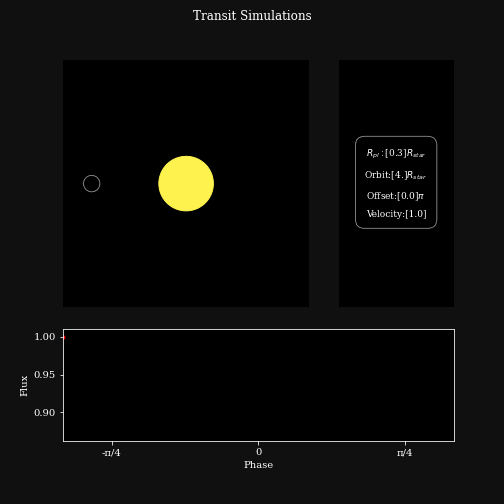 Transit Simulations
R_pl :[0.3]R_star
Orbit:[4.]R_star
Offset:[0.0]π
Velocity:[1.0]
1.00
0.95
0.90
Flux
-π/4 0 π/4
Phase